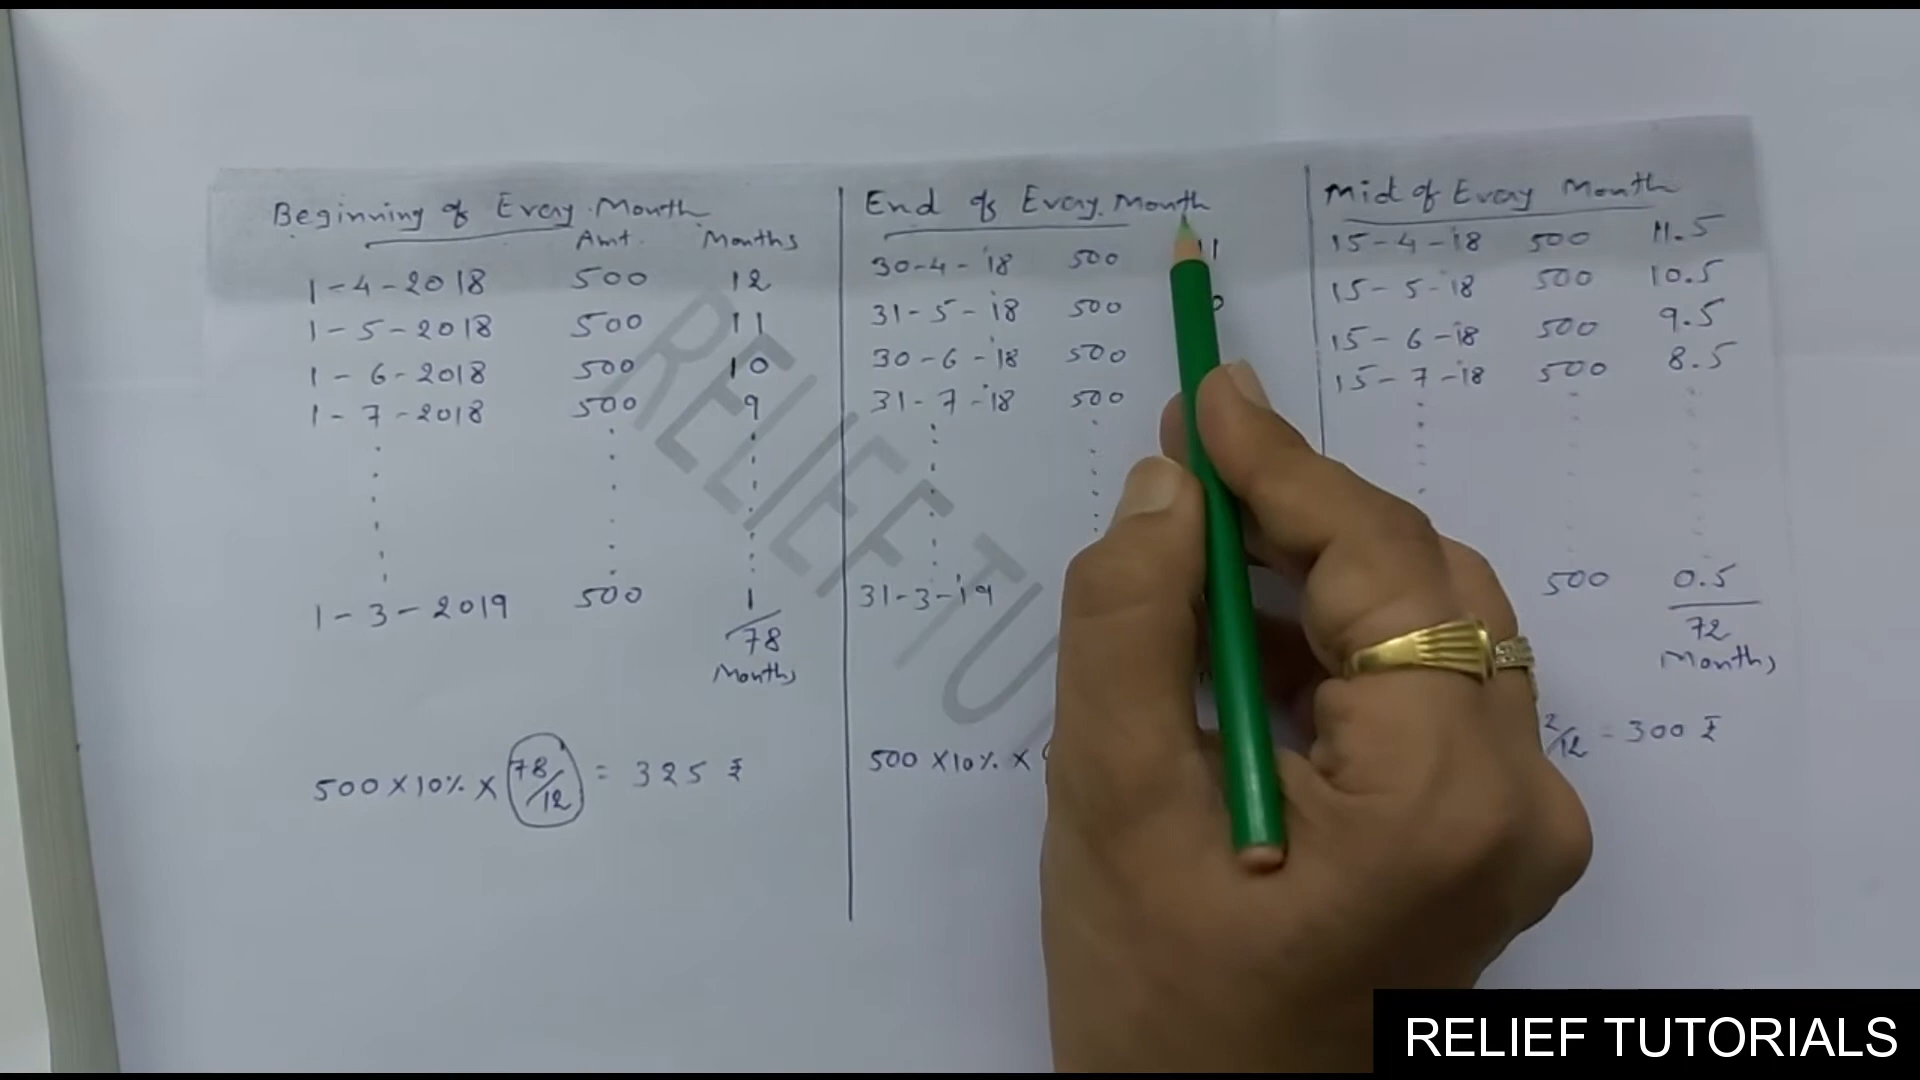 Beginning of Every Month
Amt. Months
1-4-2018 500 12
1-5-2018 500 11
1-6-2018 500 10
1-7-2018 500 9
1-3-2019 500 1
78
Months
500 X 10% X 78/12 = 325 ₹
End of Every Month
30-4-'18 500 11
31-5-'18 500
30-6-'18 500
31-7-'18 500
31-3-'19
500 X 10% X
Mid of Every Month
15-4-'18 500 11.5
15-5-'18 500 10.5
15-6-'18 500 9.5
15-7-'18 500 8.5
500 0.5
72
Months
2/12 = 300 ₹
RELIEF TU
RELIEF TUTORIALS